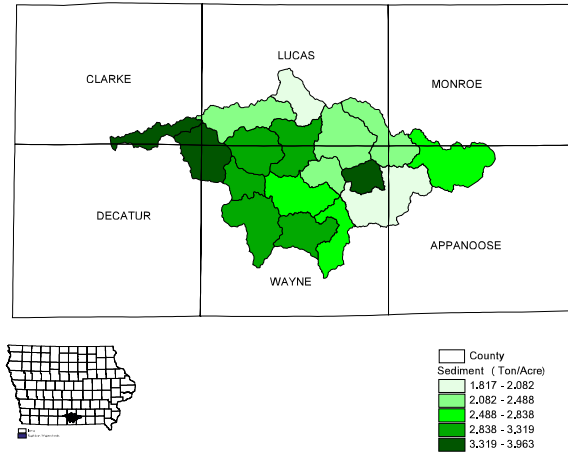 LUCAS
CLARKE
MONROE
DECATUR
APPANOOSE
WAYNE
County
Sediment ( Ton/Acre)
1.817 - 2.082
2.082 - 2.488
2.488 - 2.838
2.838 - 3.319
3.319 - 3.963